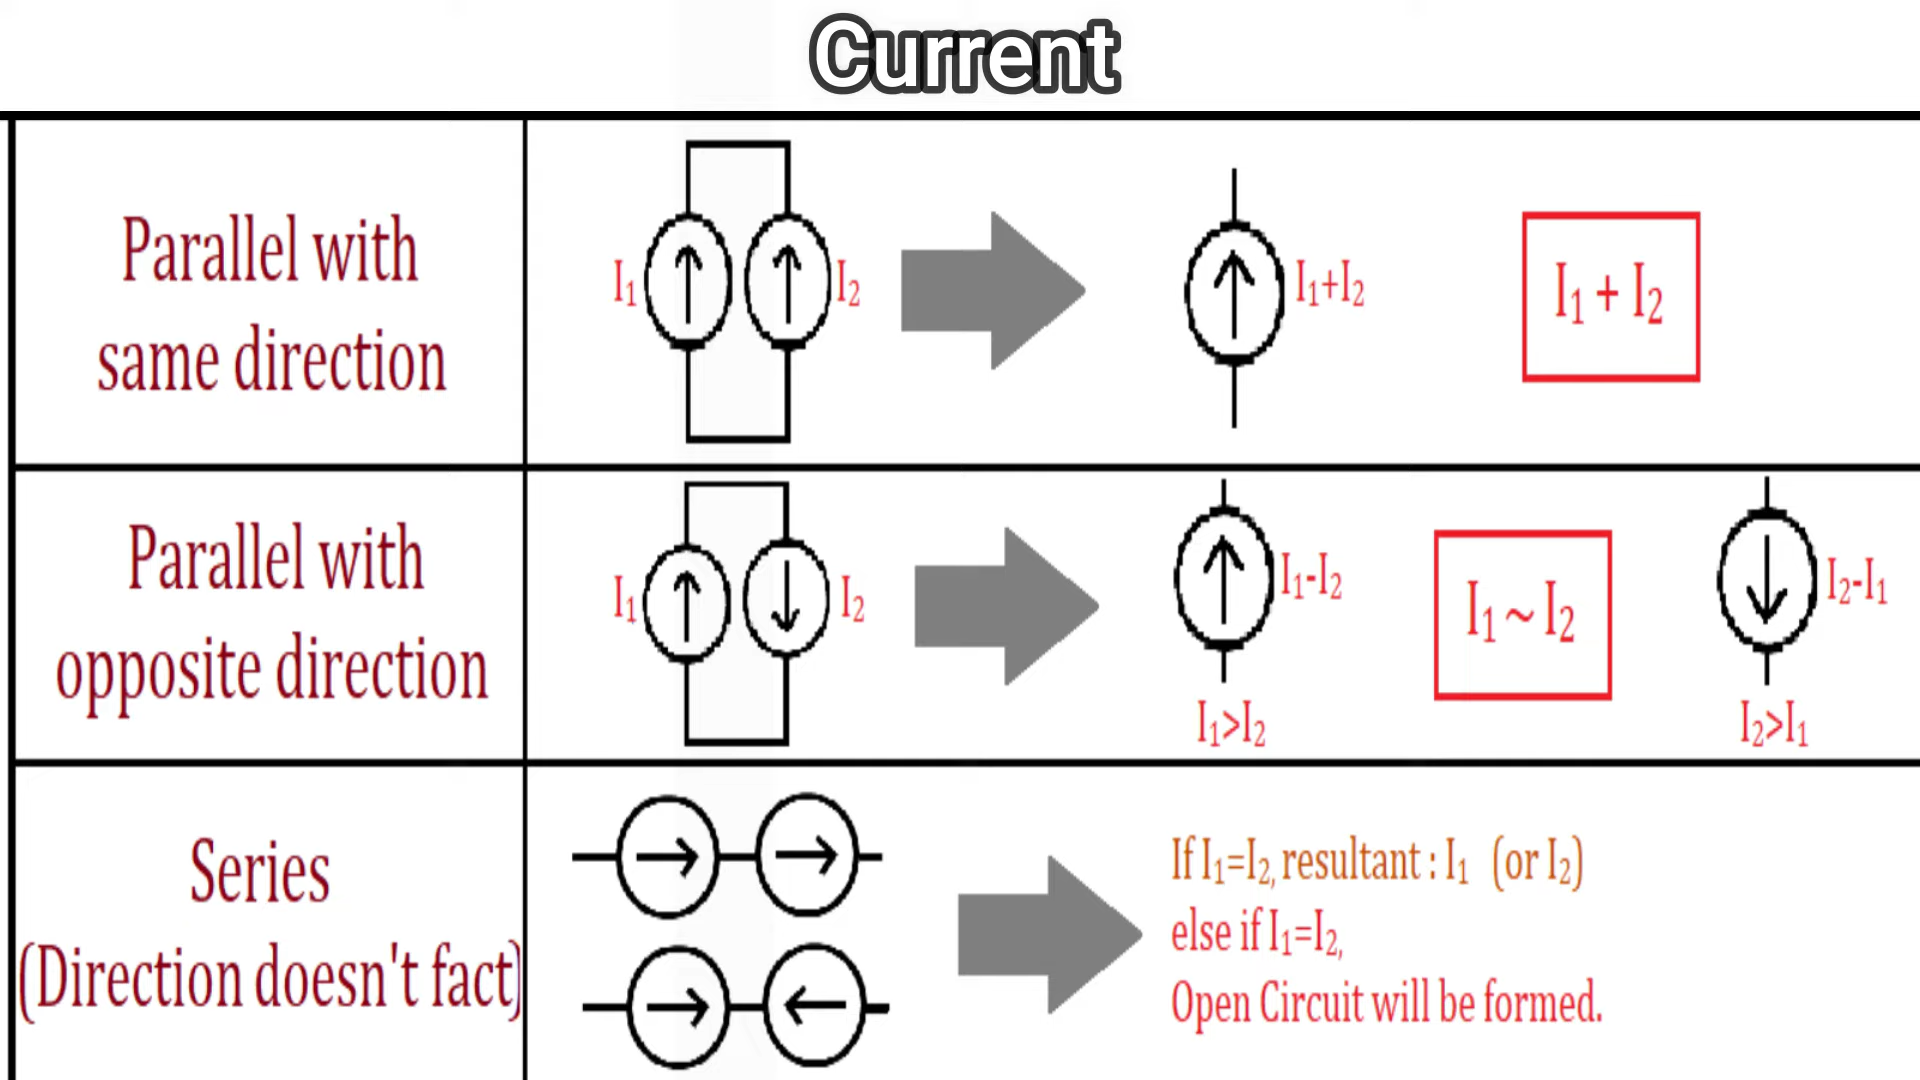 Current
Parallel with
same direction
I₁
I₂
I₁+I₂
I₁ + I₂
Parallel with
opposite direction
I₁
I₂
I₁-I₂
I₁>I₂
I₁ ~ I₂
I₂-I₁
I₂>I₁
Series
(Direction doesn't fact)
If I₁=I₂, resultant : I₁ (or I₂)
else if I₁=I₂,
Open Circuit will be formed.